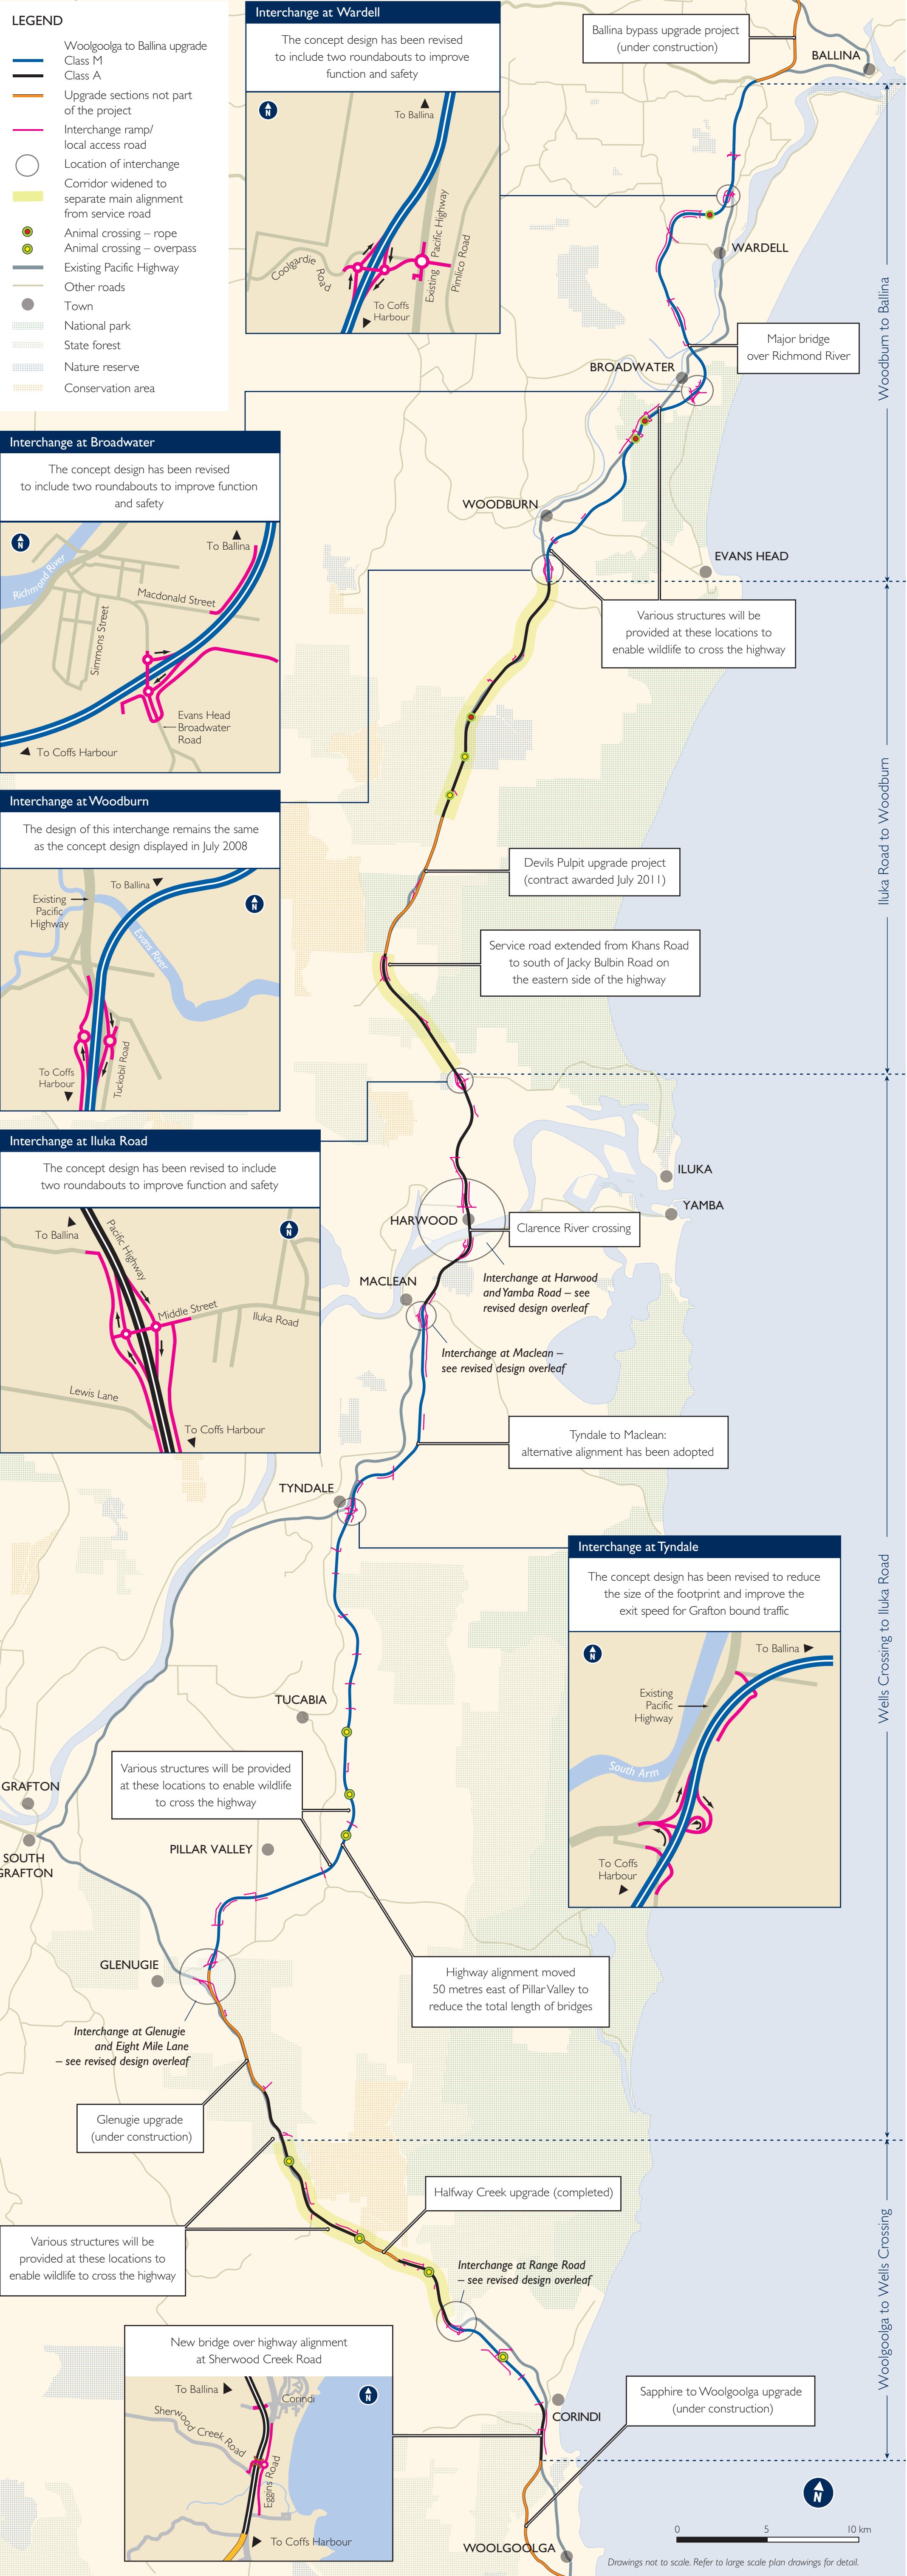 LEGEND
Woolgoolga to Ballina upgrade
Class M
Class A
Upgrade sections not part
of the project
Interchange ramp/
local access road
Location of interchange
Corridor widened to
separate main alignment
from service road
Animal crossing – rope
Animal crossing – overpass
Existing Pacific Highway
Other roads
Town
National park
State forest
Nature reserve
Conservation area
Interchange at Wardell
The concept design has been revised
to include two roundabouts to improve
function and safety
N
To Ballina
Coolgardie
Road
Existing Pacific Highway
Pimlico Road
To Coffs
Harbour
Ballina bypass upgrade project
(under construction)
BALLINA
WARDELL
Major bridge
over Richmond River
BROADWATER
Woodburn to Ballina
Interchange at Broadwater
The concept design has been revised
to include two roundabouts to improve function
and safety
N
To Ballina
Richmond River
Macdonald Street
Simmons Street
Evans Head
Broadwater
Road
To Coffs Harbour
WOODBURN
EVANS HEAD
Various structures will be
provided at these locations to
enable wildlife to cross the highway
Interchange at Woodburn
The design of this interchange remains the same
as the concept design displayed in July 2008
To Ballina
Existing
Pacific
Highway
N
Evans River
To Coffs
Harbour
Tuckobil Road
Iluka Road to Woodburn
Devils Pulpit upgrade project
(contract awarded July 2011)
Service road extended from Khans Road
to south of Jacky Bulbin Road on
the eastern side of the highway
Interchange at Iluka Road
The concept design has been revised to include
two roundabouts to improve function and safety
To Ballina
Pacific Highway
N
Middle Street
Iluka Road
Lewis Lane
To Coffs Harbour
ILUKA
YAMBA
HARWOOD
Clarence River crossing
Interchange at Harwood
and Yamba Road – see
revised design overleaf
MACLEAN
Interchange at Maclean –
see revised design overleaf
Tyndale to Maclean:
alternative alignment has been adopted
TYNDALE
Interchange at Tyndale
The concept design has been revised to reduce
the size of the footprint and improve the
exit speed for Grafton bound traffic
N
To Ballina
Existing
Pacific
Highway
South Arm
To Coffs
Harbour
Wells Crossing to Iluka Road
TUCABIA
Various structures will be provided
at these locations to enable wildlife
to cross the highway
GRAFTON
SOUTH
GRAFTON
PILLAR VALLEY
GLENUGIE
Highway alignment moved
50 metres east of Pillar Valley to
reduce the total length of bridges
Interchange at Glenugie
and Eight Mile Lane
– see revised design overleaf
Glenugie upgrade
(under construction)
Halfway Creek upgrade (completed)
Various structures will be
provided at these locations to
enable wildlife to cross the highway
Interchange at Range Road
– see revised design overleaf
Woolgoolga to Wells Crossing
New bridge over highway alignment
at Sherwood Creek Road
To Ballina
Corindi
N
Sherwood Creek Road
Eggins Road
To Coffs Harbour
CORINDI
Sapphire to Woolgoolga upgrade
(under construction)
WOOLGOOLGA
N
0 5 10 km
Drawings not to scale. Refer to large scale plan drawings for detail.